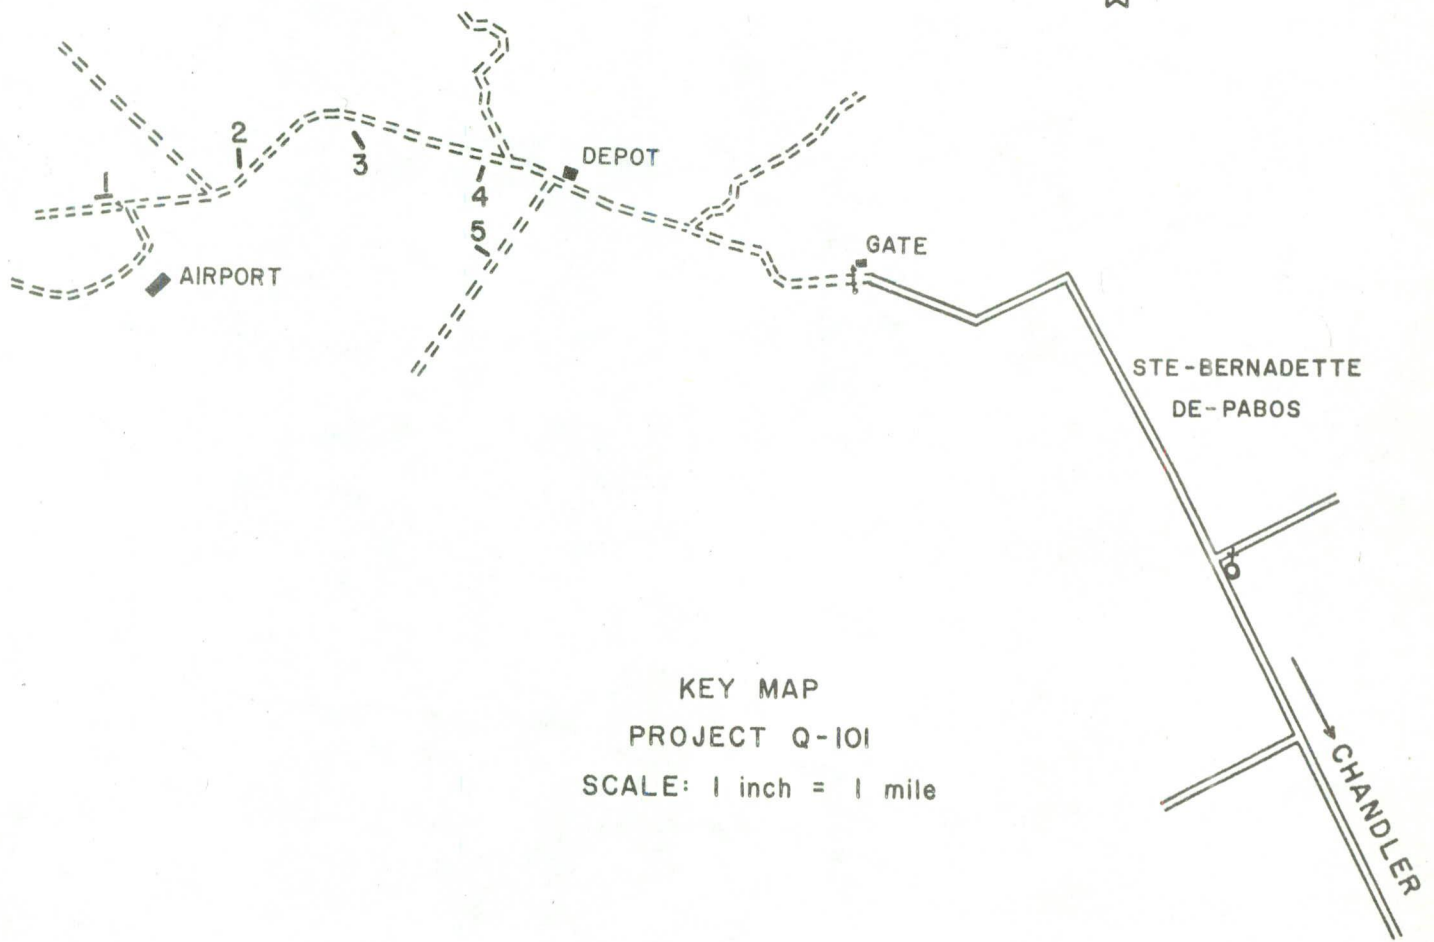 2
DEPOT
3
1
4
5
GATE
AIRPORT
STE-BERNADETTE
DE-PABOS
KEY MAP
PROJECT Q-101
SCALE: 1 inch = 1 mile
CHANDLER